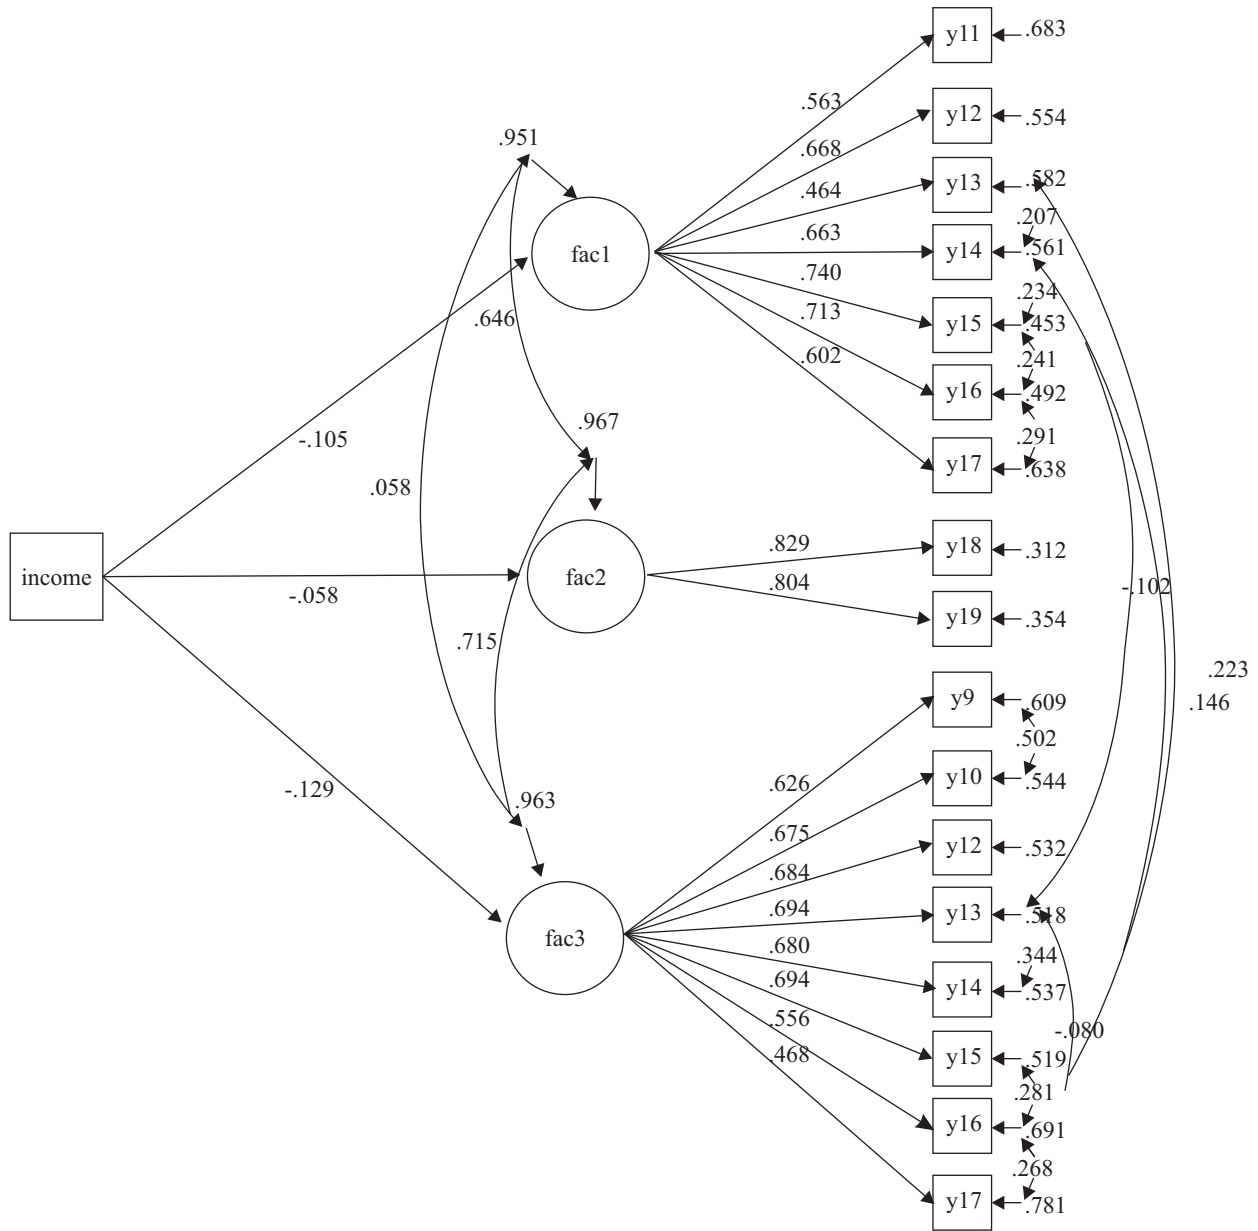 y11
.683
.563
y12
.554
.951
.668
y13
.582
.464
.207
.663
fac1
y14
.561
.740
.234
.713
.646
y15
.453
.602
.241
y16
.492
.967
-.105
.291
y17
.638
.058
.829
y18
.312
income
fac2
.804
-.102
-.058
y19
.354
.715
.223
y9
.609
.146
.502
.626
y10
.544
-.129
.963
.675
y12
.532
.684
.694
y13
.518
fac3
.680
.344
.694
y14
.537
.556
-.080
.468
y15
.519
.281
y16
.691
.268
y17
.781